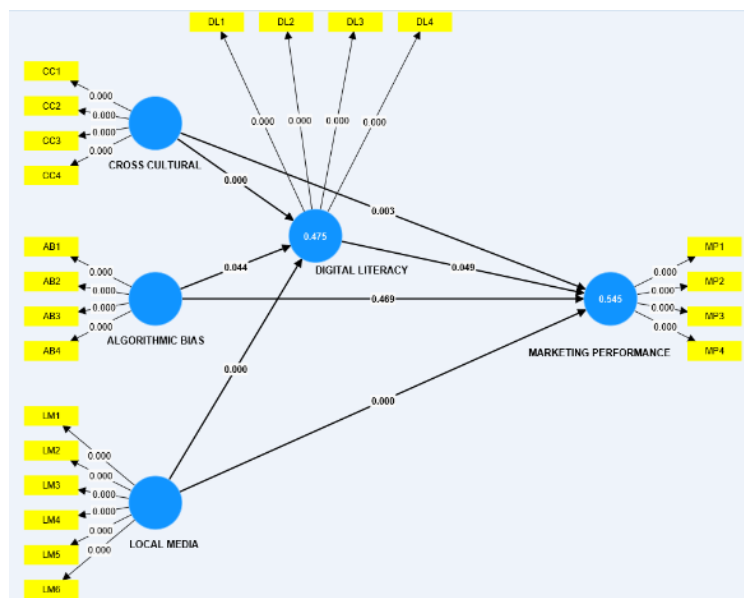 DL1 DL2 DL3 DL4
CC1
0.000
CC2
0.000
CC3
0.000
CC4
0.000
CROSS CULTURAL
0.000 0.000 0.000 0.000
0.000
0.003
0.475
DIGITAL LITERACY
AB1
0.000
AB2
0.000
AB3
0.000
AB4
0.000
ALGORITHMIC BIAS
0.044
0.049
0.469
0.545
MARKETING PERFORMANCE
MP1
0.000
MP2
0.000
MP3
0.000
MP4
0.000
0.000
0.000
LM1
0.000
LM2
0.000
LM3
0.000
LM4
0.000
LM5
0.000
LM6
0.000
LOCAL MEDIA